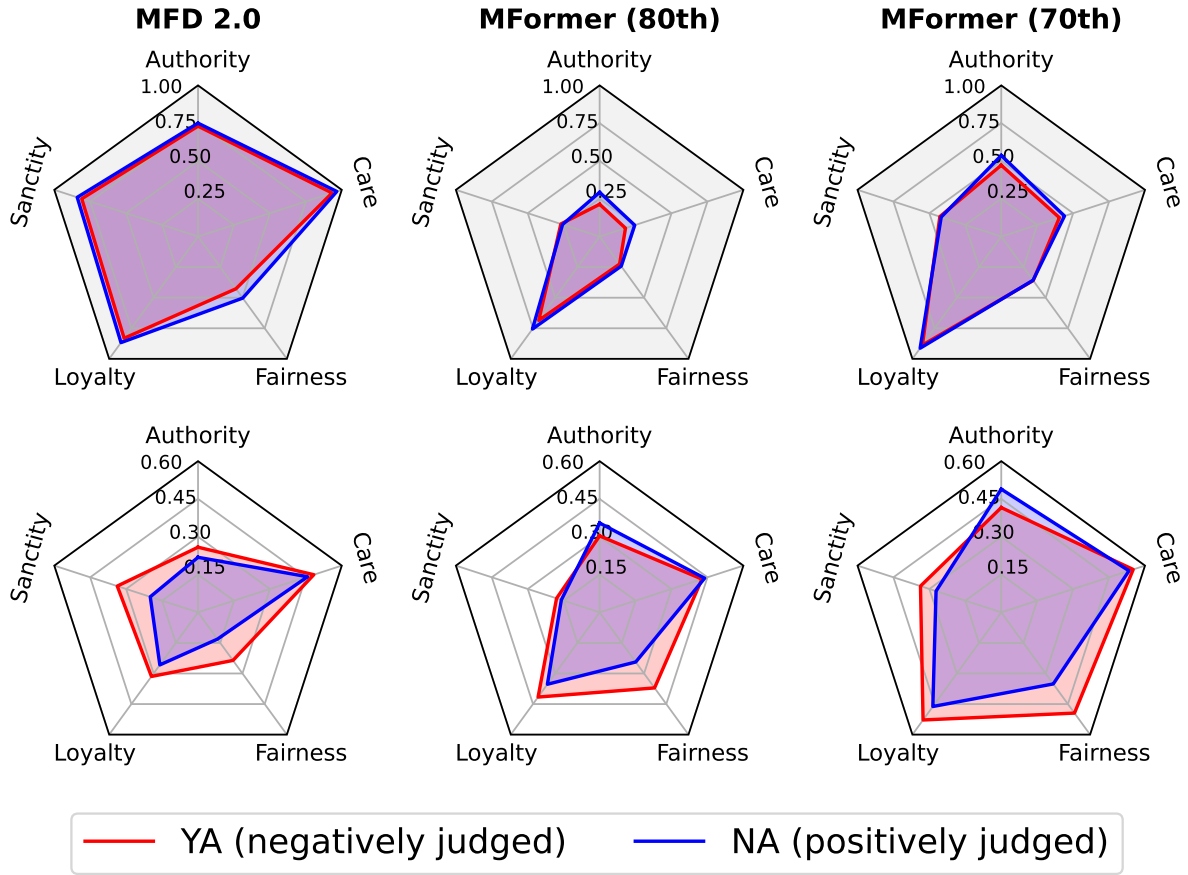 MFD 2.0
MFormer (80th)
MFormer (70th)
Authority
1.00
0.75
0.50
0.25
Sanctity
Care
Loyalty
Fairness
Authority
1.00
0.75
0.50
0.25
Sanctity
Care
Loyalty
Fairness
Authority
1.00
0.75
0.50
0.25
Sanctity
Care
Loyalty
Fairness
Authority
0.60
0.45
0.30
0.15
Sanctity
Care
Loyalty
Fairness
Authority
0.60
0.45
0.30
0.15
Sanctity
Care
Loyalty
Fairness
Authority
0.60
0.45
0.30
0.15
Sanctity
Care
Loyalty
Fairness
YA (negatively judged)
NA (positively judged)